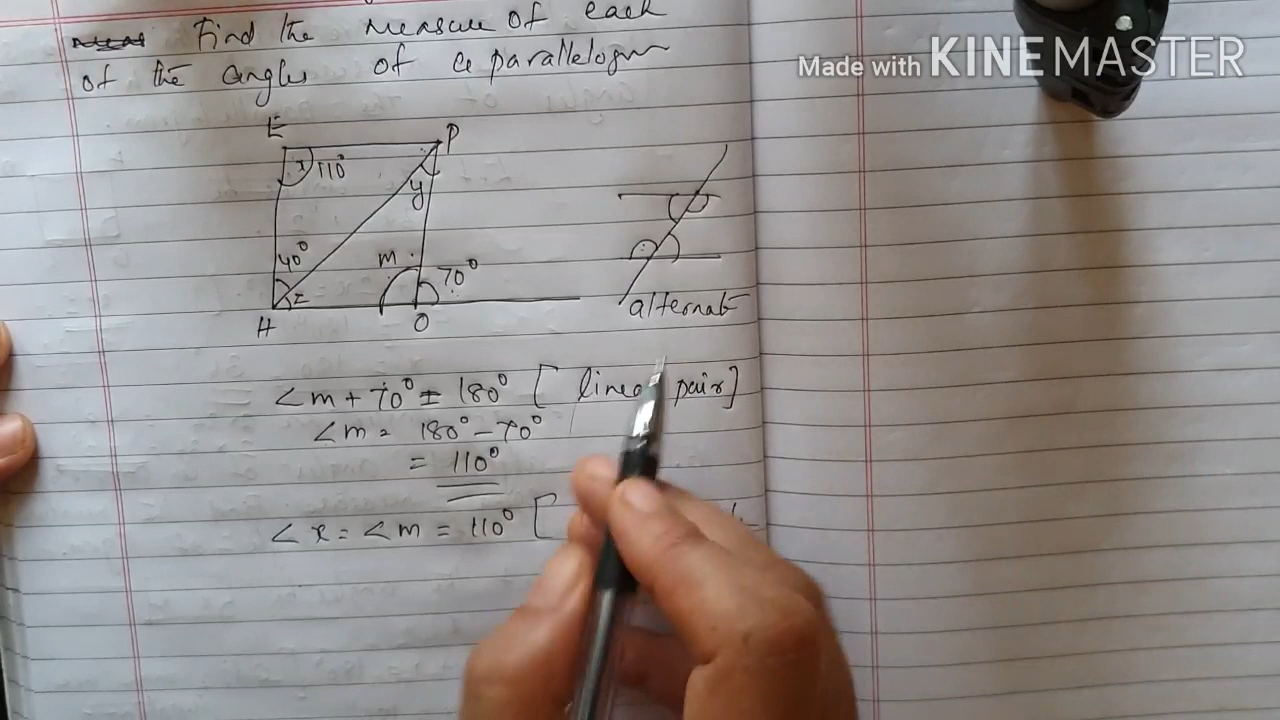 Find the measure of each
of the angles of a parallelogm
Made with KINEMASTER
E
P
x 110°
y
40°
m
70°
z
H
O
alternate
∠m + 70° = 180° [ linear pair]
∠m = 180° - 70°
= 110°
∠x = ∠m = 110° [